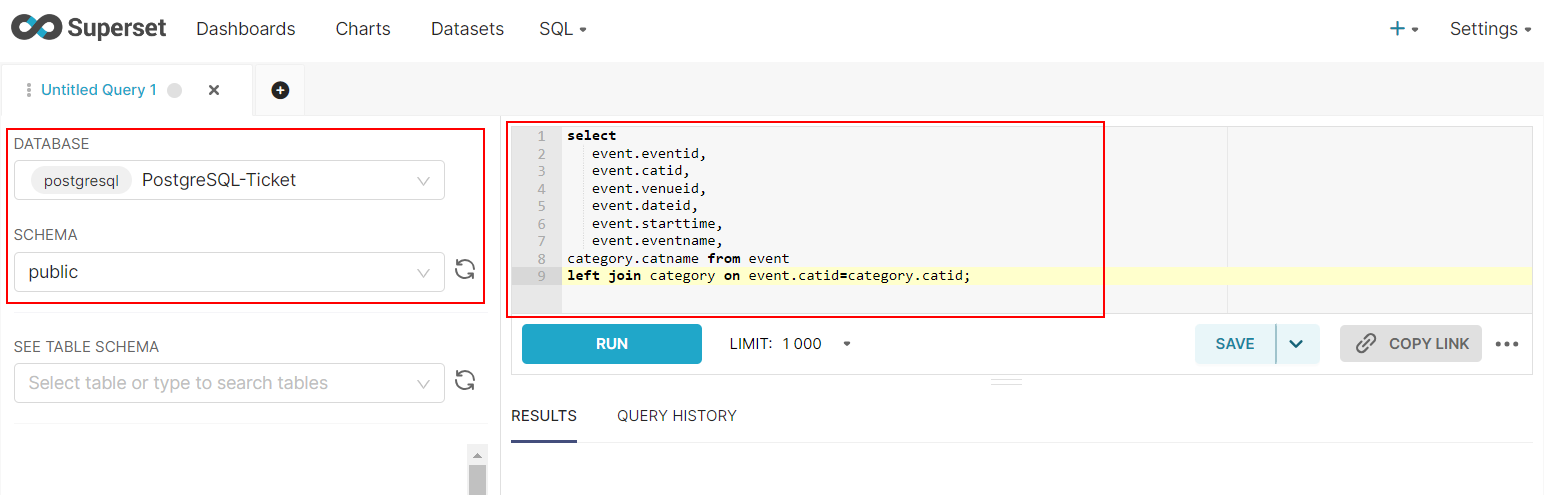 Superset Dashboards Charts Datasets SQL Settings
Untitled Query 1
DATABASE
postgresql PostgreSQL-Ticket
SCHEMA
public
SEE TABLE SCHEMA
Select table or type to search tables
1 select
2 event.eventid,
3 event.catid,
4 event.venueid,
5 event.dateid,
6 event.starttime,
7 event.eventname,
8 category.catname from event
9 left join category on event.catid=category.catid;
RUN LIMIT: 1 000 SAVE COPY LINK
RESULTS QUERY HISTORY